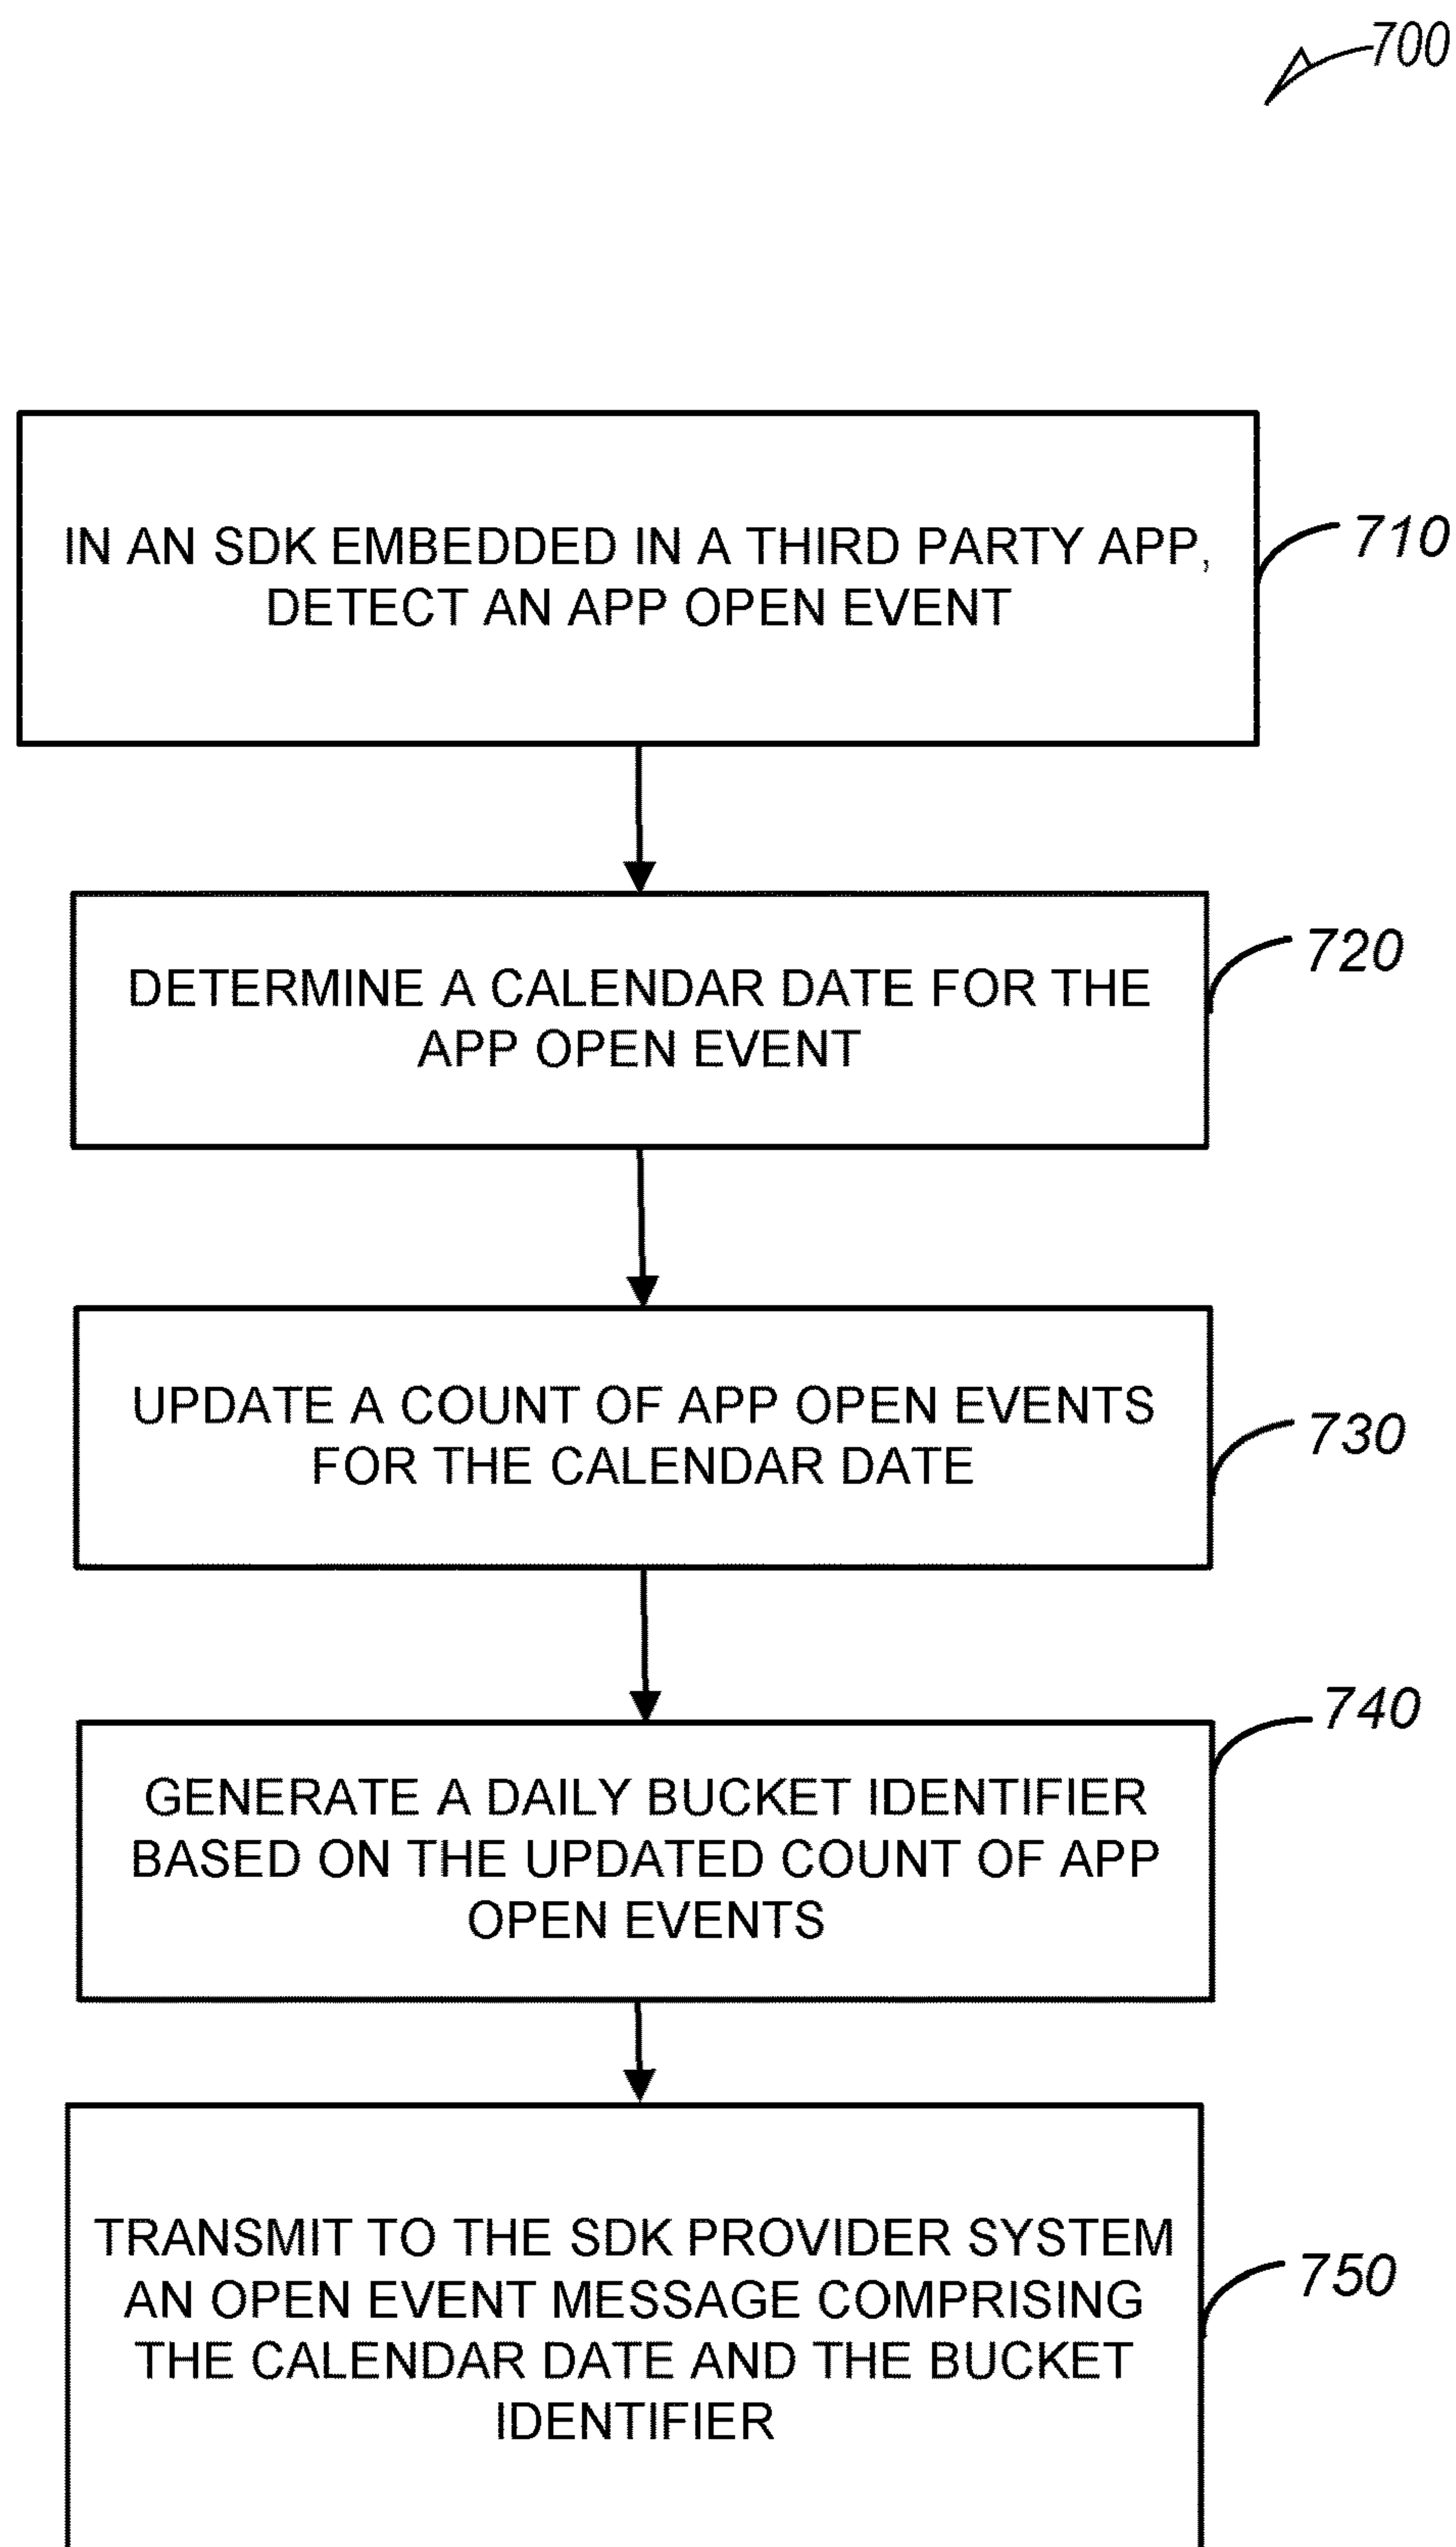 700
IN AN SDK EMBEDDED IN A THIRD PARTY APP,
DETECT AN APP OPEN EVENT
710
DETERMINE A CALENDAR DATE FOR THE
APP OPEN EVENT
720
UPDATE A COUNT OF APP OPEN EVENTS
FOR THE CALENDAR DATE
730
GENERATE A DAILY BUCKET IDENTIFIER
BASED ON THE UPDATED COUNT OF APP
OPEN EVENTS
740
TRANSMIT TO THE SDK PROVIDER SYSTEM
AN OPEN EVENT MESSAGE COMPRISING
THE CALENDAR DATE AND THE BUCKET
IDENTIFIER
750